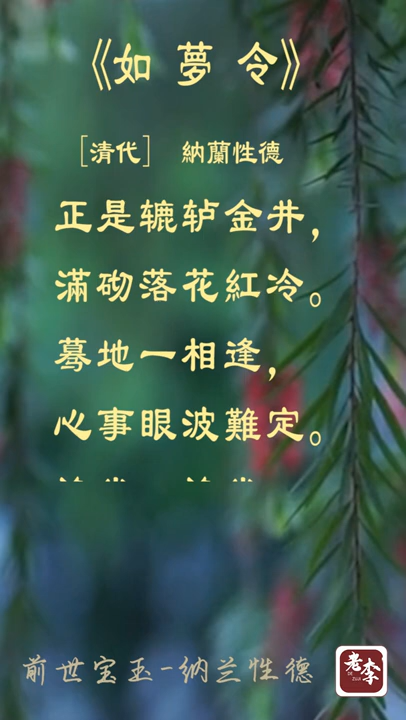 《如夢令》
[清代] 納蘭性德
正是辘轳金井，
滿砌落花紅冷。
蓦地一相逢，
心事眼波難定。
前世宝玉-纳兰性德
老李